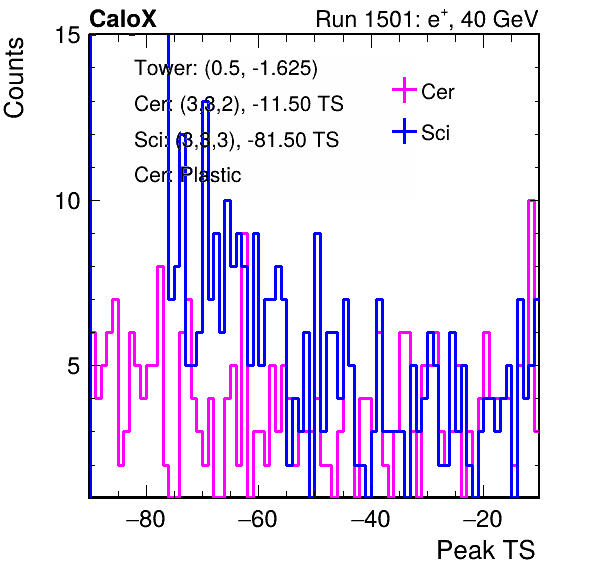 CaloX Run 1501: e+, 40 GeV
Counts
15
10
5
Tower: (0.5, -1.625)
Cer: (3,3,2), -11.50 TS
Sci: (3,3,3), -81.50 TS
Cer: Plastic
Cer
Sci
−80 −60 −40 −20
Peak TS